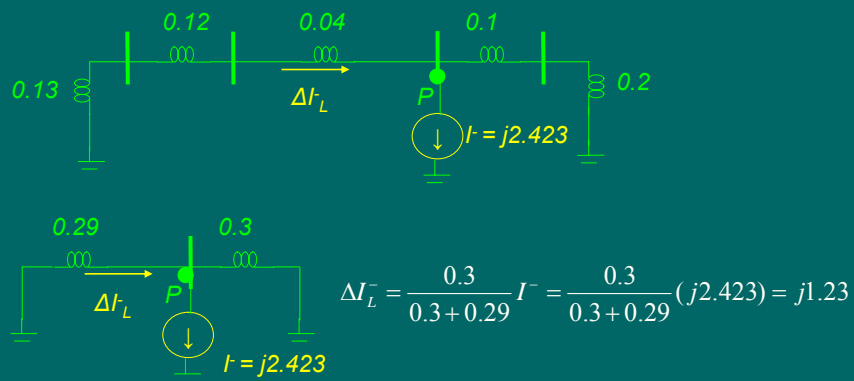 0.12 0.04 0.1
0.13 0.2
ΔI-L P
↓ I- = j2.423
0.29 0.3
ΔI-L P
↓
I- = j2.423
ΔI_L^- = 0.3/(0.3+0.29) I^- = 0.3/(0.3+0.29) (j2.423) = j1.23